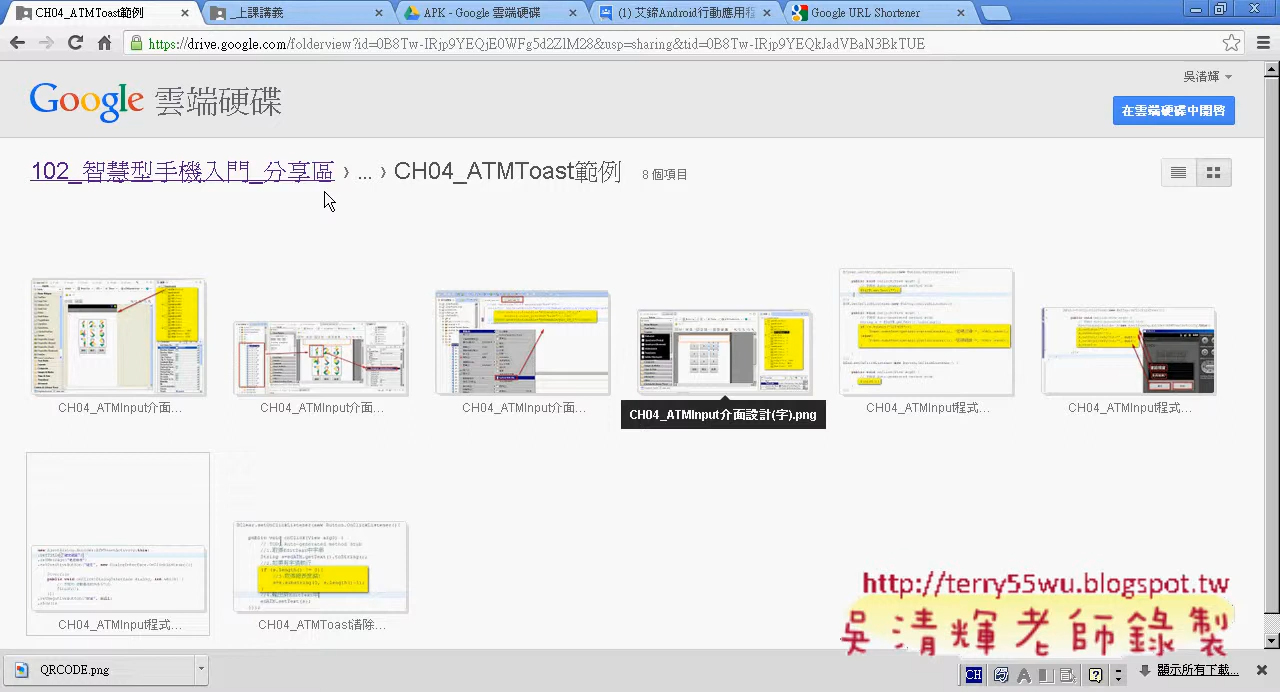 CH04_ATMToast範例
_上課講義
APK - Google 雲端硬碟
(1) 艾鍗Android行動應用程
Google URL Shortener
https://drive.google.com/folderview?id=0B8Tw-IRjp9YEQjE0WFg5d2ZzM28&usp=sharing&tid=0B8Tw-IRjp9YEQkJadVBaN3BkTUE
吳清輝
Google 雲端硬碟
在雲端硬碟中開啓
102_智慧型手機入門_分享區 › ... › CH04_ATMToast範例 8 個項目
CH04_ATMInput介面...
CH04_ATMInput介面...
CH04_ATMInput介面...
CH04_ATMInput介面設計(字).png
CH04_ATMInput程式...
CH04_ATMInput程式...
CH04_ATMInput程式...
CH04_ATMToast清除...
http://terry55wu.blogspot.tw
吳清輝老師錄製
QRCODE.png
CH
顯示所有下載...